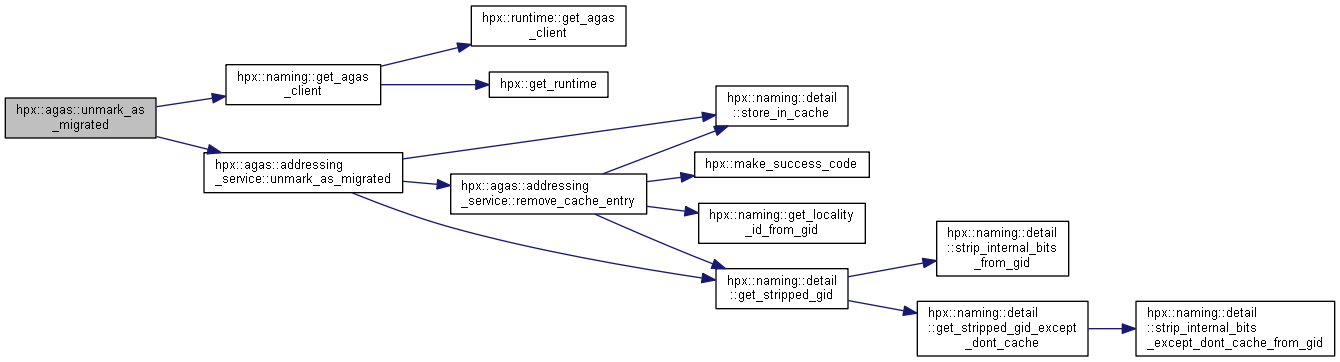 hpx::agas::unmark_as
_migrated
hpx::naming::get_agas
_client
hpx::runtime::get_agas
_client
hpx::get_runtime
hpx::agas::addressing
_service::unmark_as_migrated
hpx::naming::detail
::store_in_cache
hpx::agas::addressing
_service::remove_cache_entry
hpx::make_success_code
hpx::naming::get_locality
_id_from_gid
hpx::naming::detail
::get_stripped_gid
hpx::naming::detail
::strip_internal_bits
_from_gid
hpx::naming::detail
::get_stripped_gid_except
_dont_cache
hpx::naming::detail
::strip_internal_bits
_except_dont_cache_from_gid